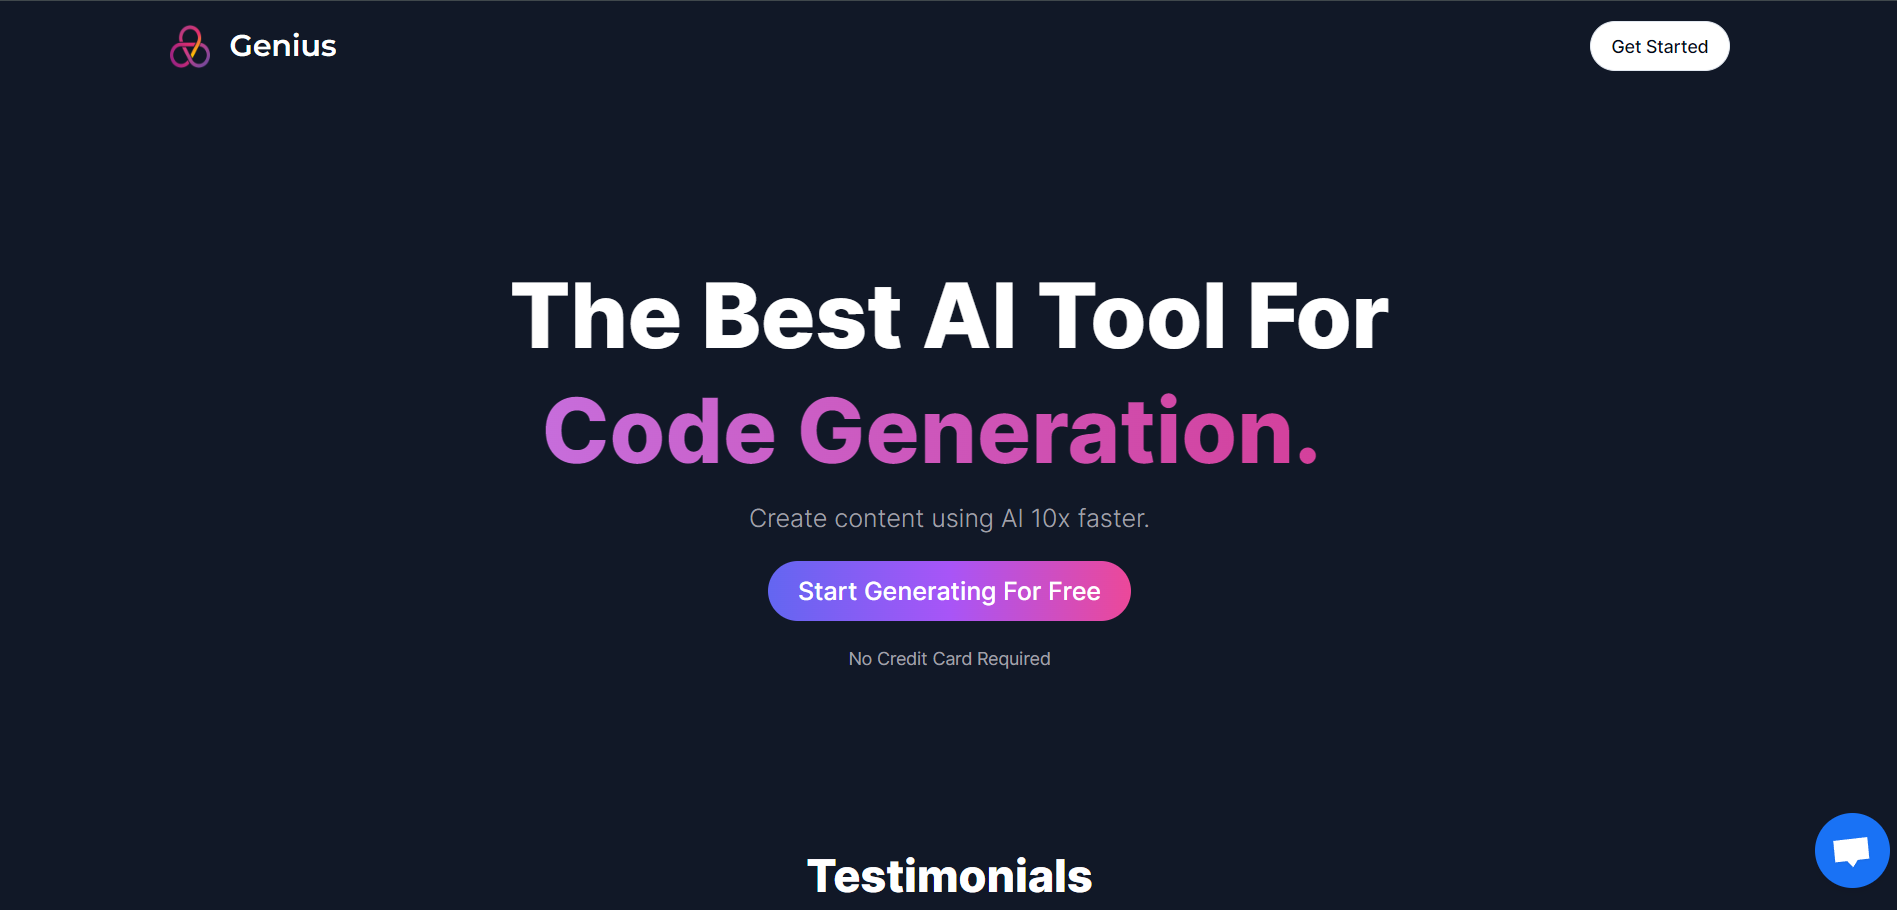 Genius
Get Started
The Best AI Tool For
Code Generation.
Create content using AI 10x faster.
Start Generating For Free
No Credit Card Required
Testimonials